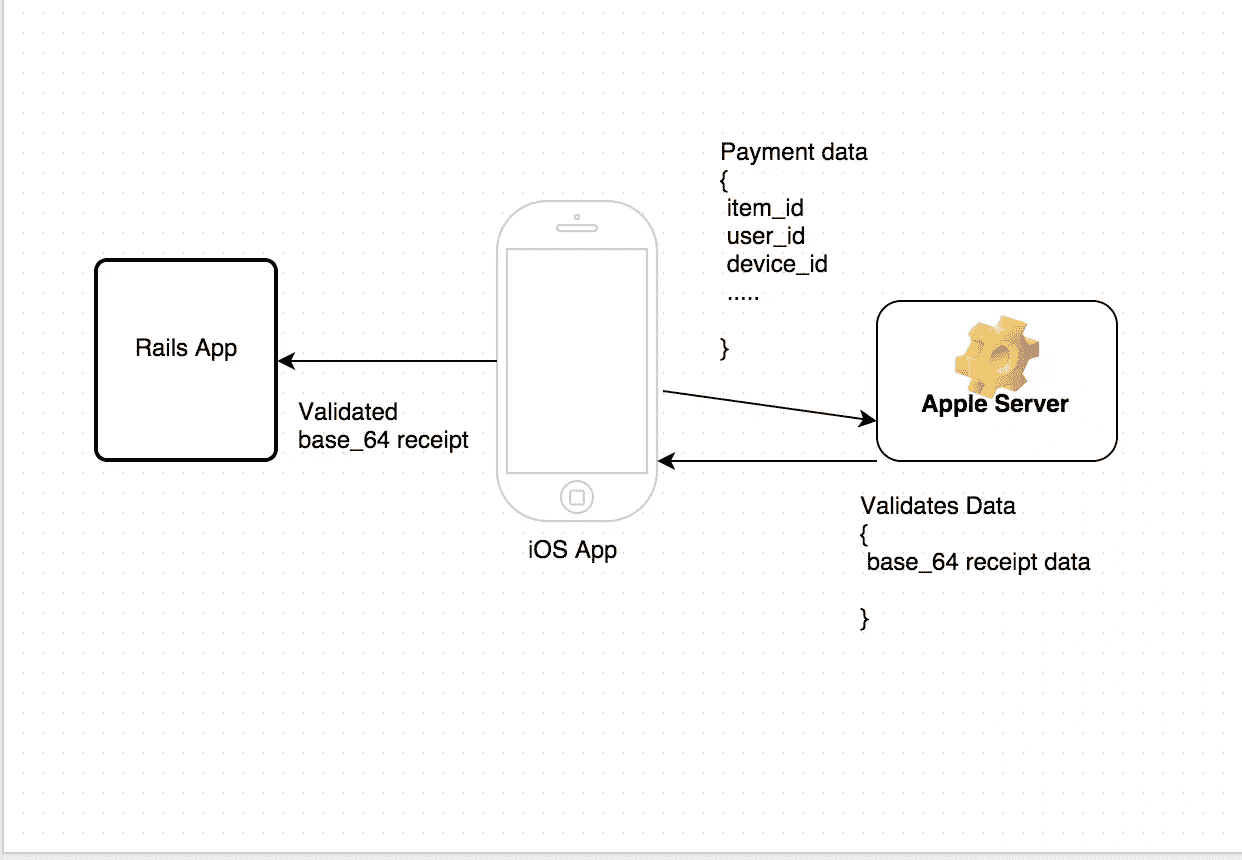 Payment data
{
item_id
user_id
device_id
.....
}
Rails App
Apple Server
Validated
base_64 receipt
Validates Data
{
base_64 receipt data
}
iOS App